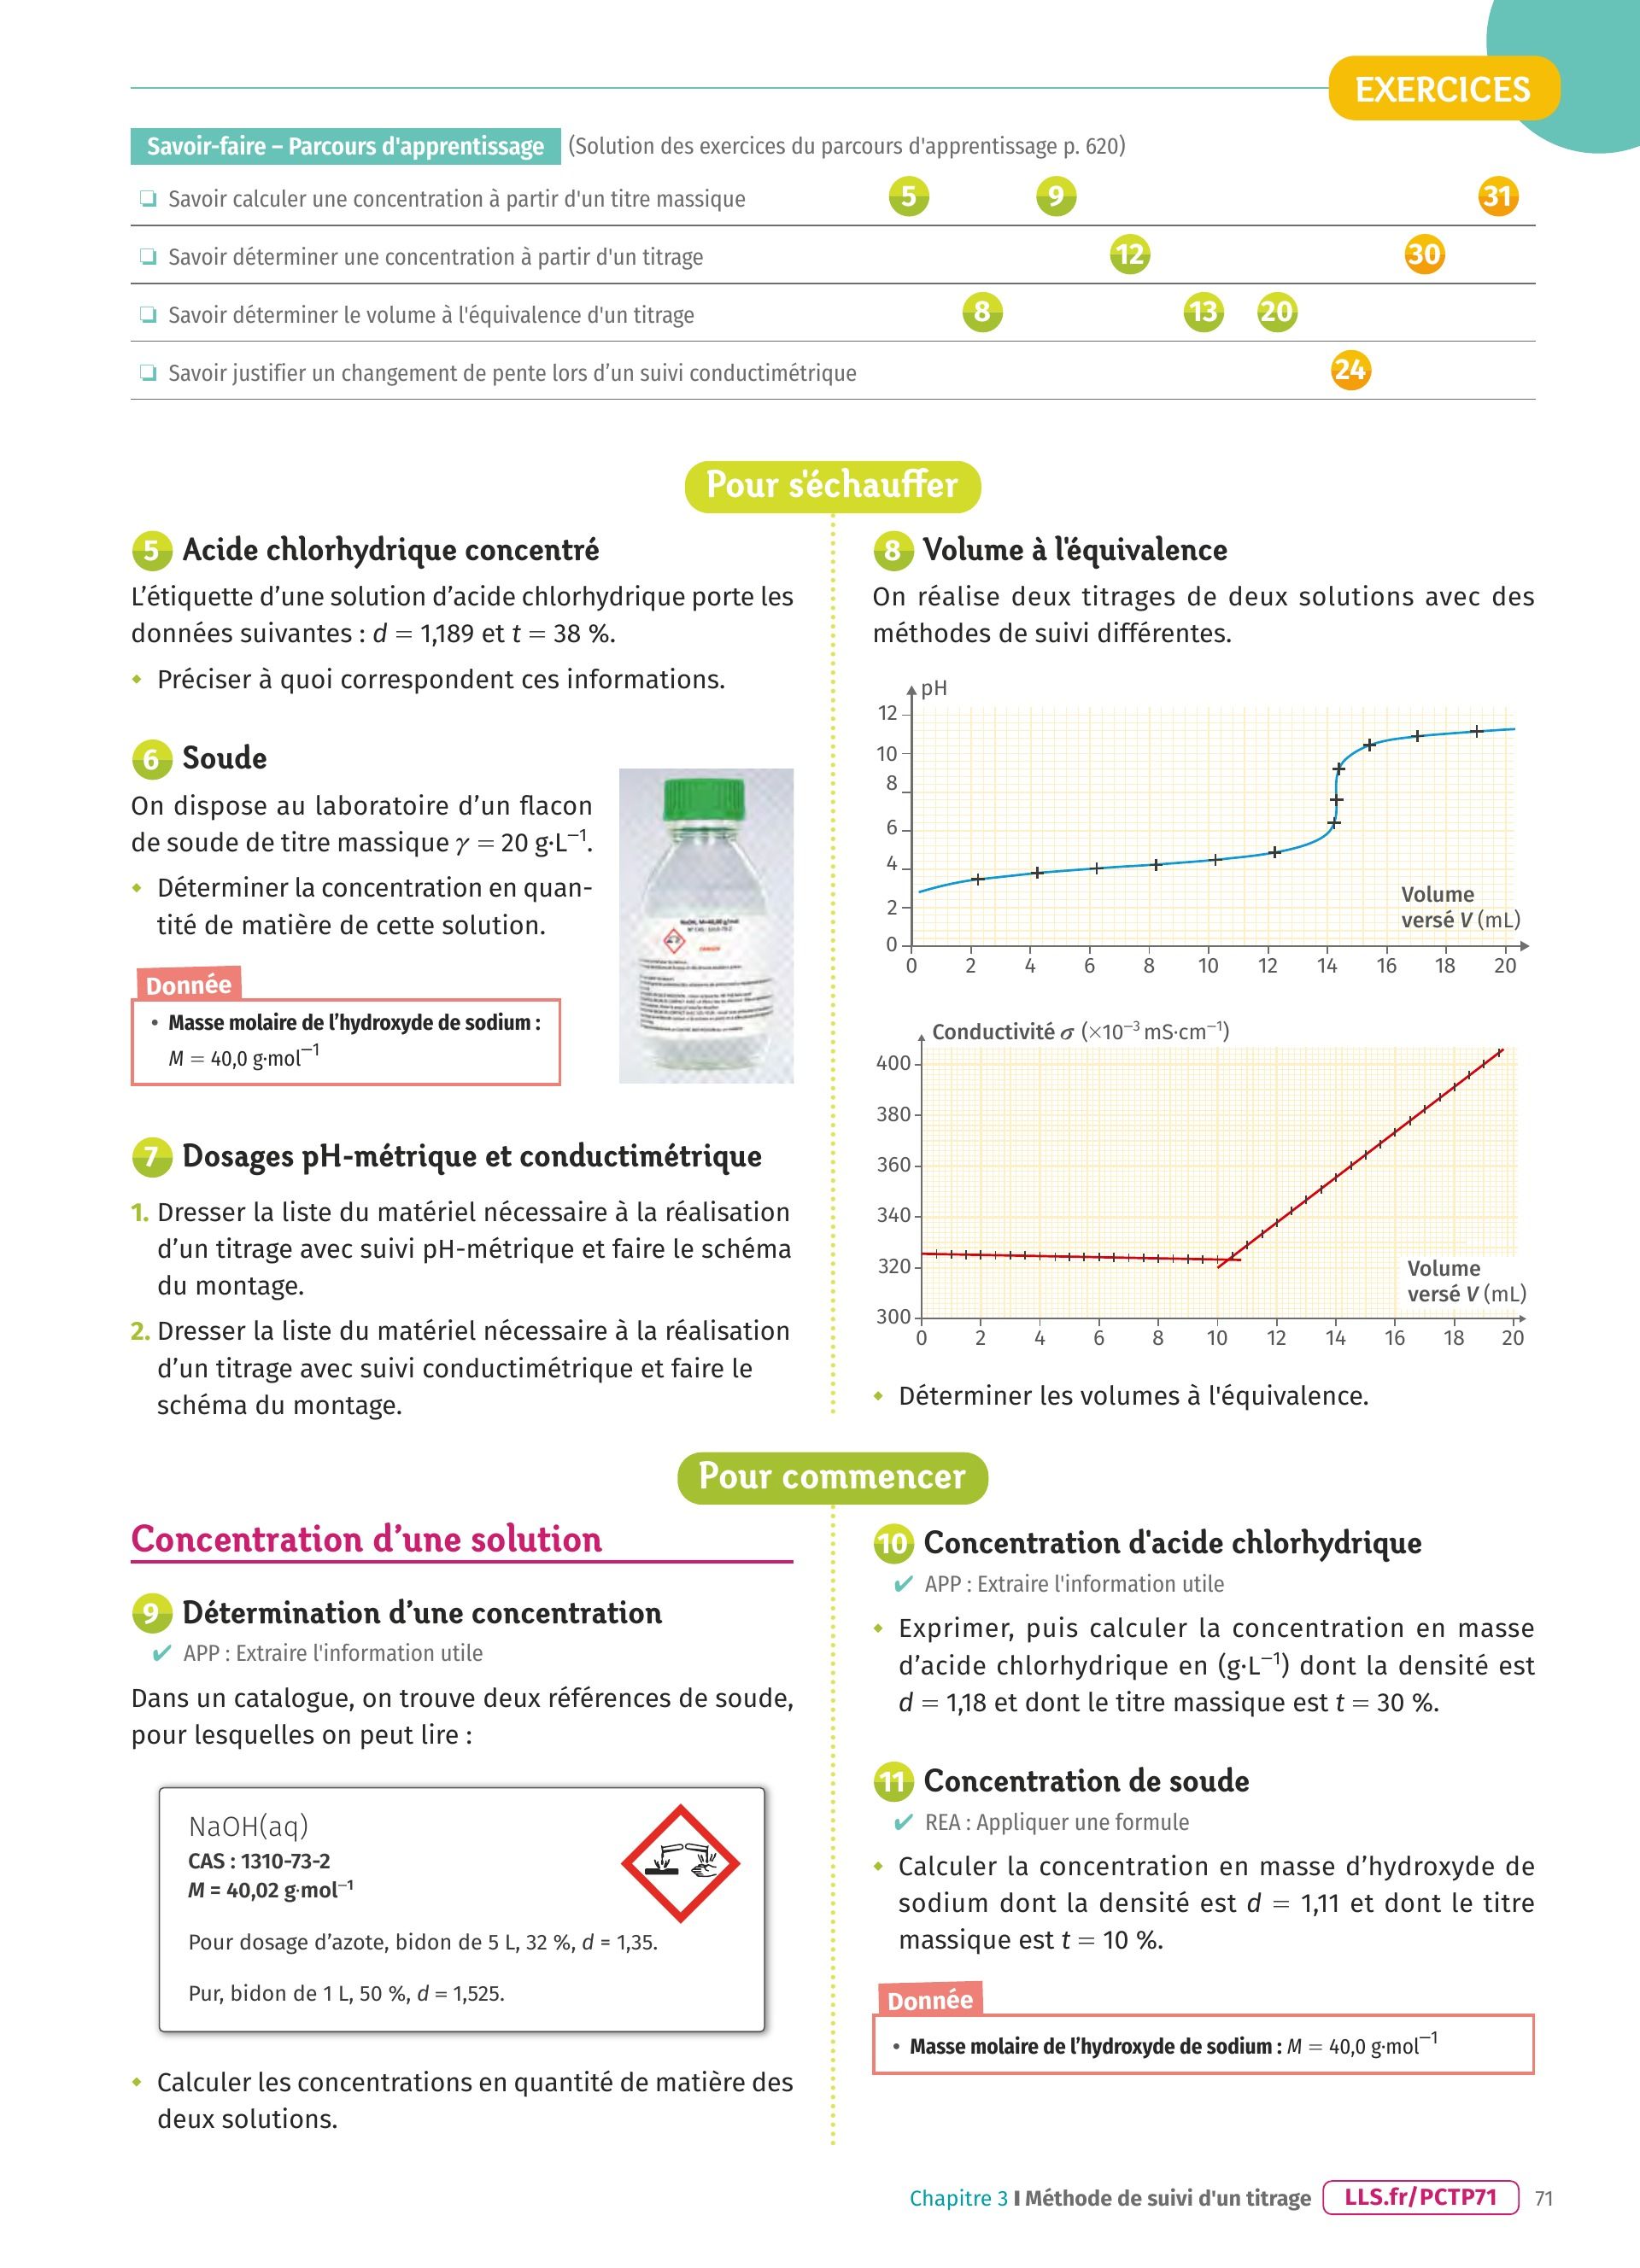 EXERCICES
Savoir-faire – Parcours d'apprentissage (Solution des exercices du parcours d'apprentissage p. 620)
❏ Savoir calculer une concentration à partir d'un titre massique 5 9 31
❏ Savoir déterminer une concentration à partir d'un titrage 12 30
❏ Savoir déterminer le volume à l'équivalence d'un titrage 8 13 20
❏ Savoir justifier un changement de pente lors d’un suivi conductimétrique 24
Pour s'échauffer
5 Acide chlorhydrique concentré
L’étiquette d’une solution d’acide chlorhydrique porte les
données suivantes : d = 1,189 et t = 38 %.
Préciser à quoi correspondent ces informations.
6 Soude
On dispose au laboratoire d’un flacon
de soude de titre massique γ = 20 g·L⁻¹.
Déterminer la concentration en quan-
tité de matière de cette solution.
Donnée
• Masse molaire de l’hydroxyde de sodium :
M = 40,0 g·mol⁻¹
7 Dosages pH-métrique et conductimétrique
1. Dresser la liste du matériel nécessaire à la réalisation
d’un titrage avec suivi pH-métrique et faire le schéma
du montage.
2. Dresser la liste du matériel nécessaire à la réalisation
d’un titrage avec suivi conductimétrique et faire le
schéma du montage.
8 Volume à l'équivalence
On réalise deux titrages de deux solutions avec des
méthodes de suivi différentes.
pH
12
10
8
6
4
2
0
Volume
versé V (mL)
0 2 4 6 8 10 12 14 16 18 20
Conductivité σ (×10⁻³ mS·cm⁻¹)
400
380
360
340
320
300
Volume
versé V (mL)
0 2 4 6 8 10 12 14 16 18 20
Déterminer les volumes à l'équivalence.
Pour commencer
Concentration d’une solution
9 Détermination d’une concentration
✔ APP : Extraire l'information utile
Dans un catalogue, on trouve deux références de soude,
pour lesquelles on peut lire :
NaOH(aq)
CAS : 1310-73-2
M = 40,02 g·mol⁻¹
Pour dosage d’azote, bidon de 5 L, 32 %, d = 1,35.
Pur, bidon de 1 L, 50 %, d = 1,525.
Calculer les concentrations en quantité de matière des
deux solutions.
10 Concentration d'acide chlorhydrique
✔ APP : Extraire l'information utile
Exprimer, puis calculer la concentration en masse
d’acide chlorhydrique en (g·L⁻¹) dont la densité est
d = 1,18 et dont le titre massique est t = 30 %.
11 Concentration de soude
✔ REA : Appliquer une formule
Calculer la concentration en masse d’hydroxyde de
sodium dont la densité est d = 1,11 et dont le titre
massique est t = 10 %.
Donnée
• Masse molaire de l’hydroxyde de sodium : M = 40,0 g·mol⁻¹
Chapitre 3 I Méthode de suivi d'un titrage LLS.fr/PCTP71 71